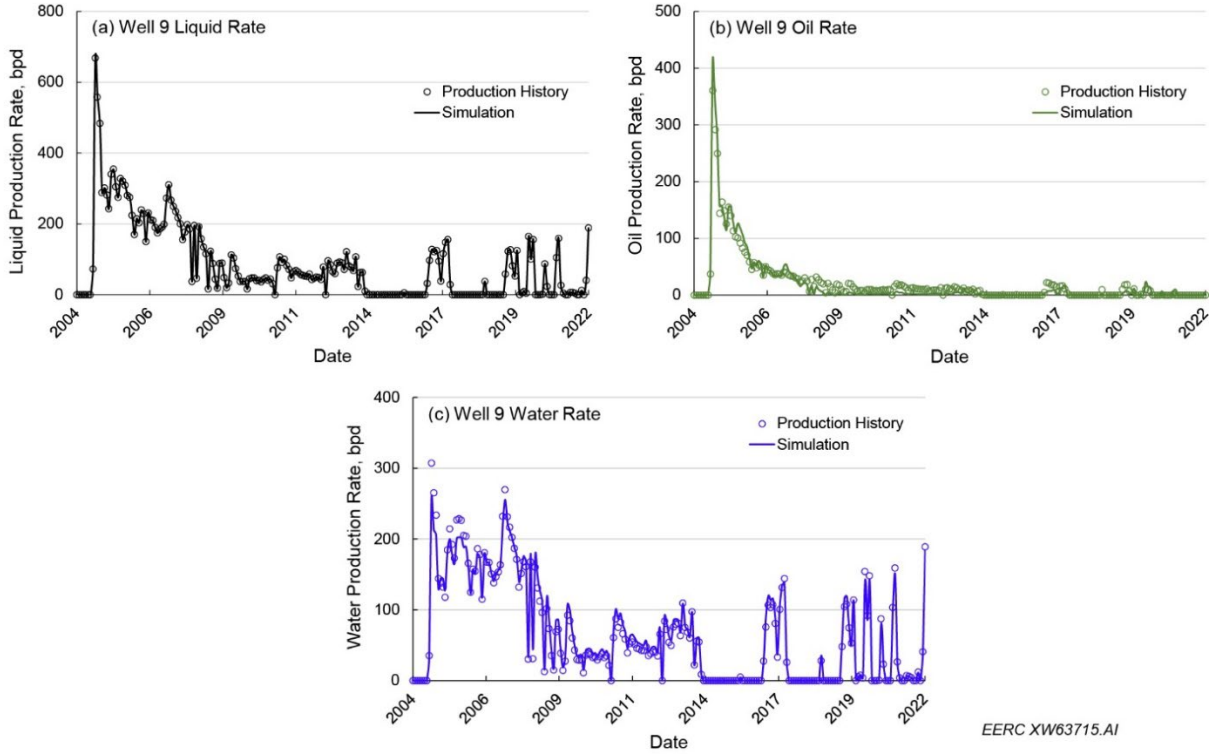 (a) Well 9 Liquid Rate
Liquid Production Rate, bpd
800
600
400
200
0
Production History
Simulation
2004
2006
2009
2011
2014
2017
2019
2022
Date
(b) Well 9 Oil Rate
Oil Production Rate, bpd
500
400
300
200
100
0
Production History
Simulation
2004
2006
2009
2011
2014
2017
2019
2022
Date
(c) Well 9 Water Rate
Water Production Rate, bpd
400
300
200
100
0
Production History
Simulation
2004
2006
2009
2011
2014
2017
2019
2022
Date
EERC XW63715.AI